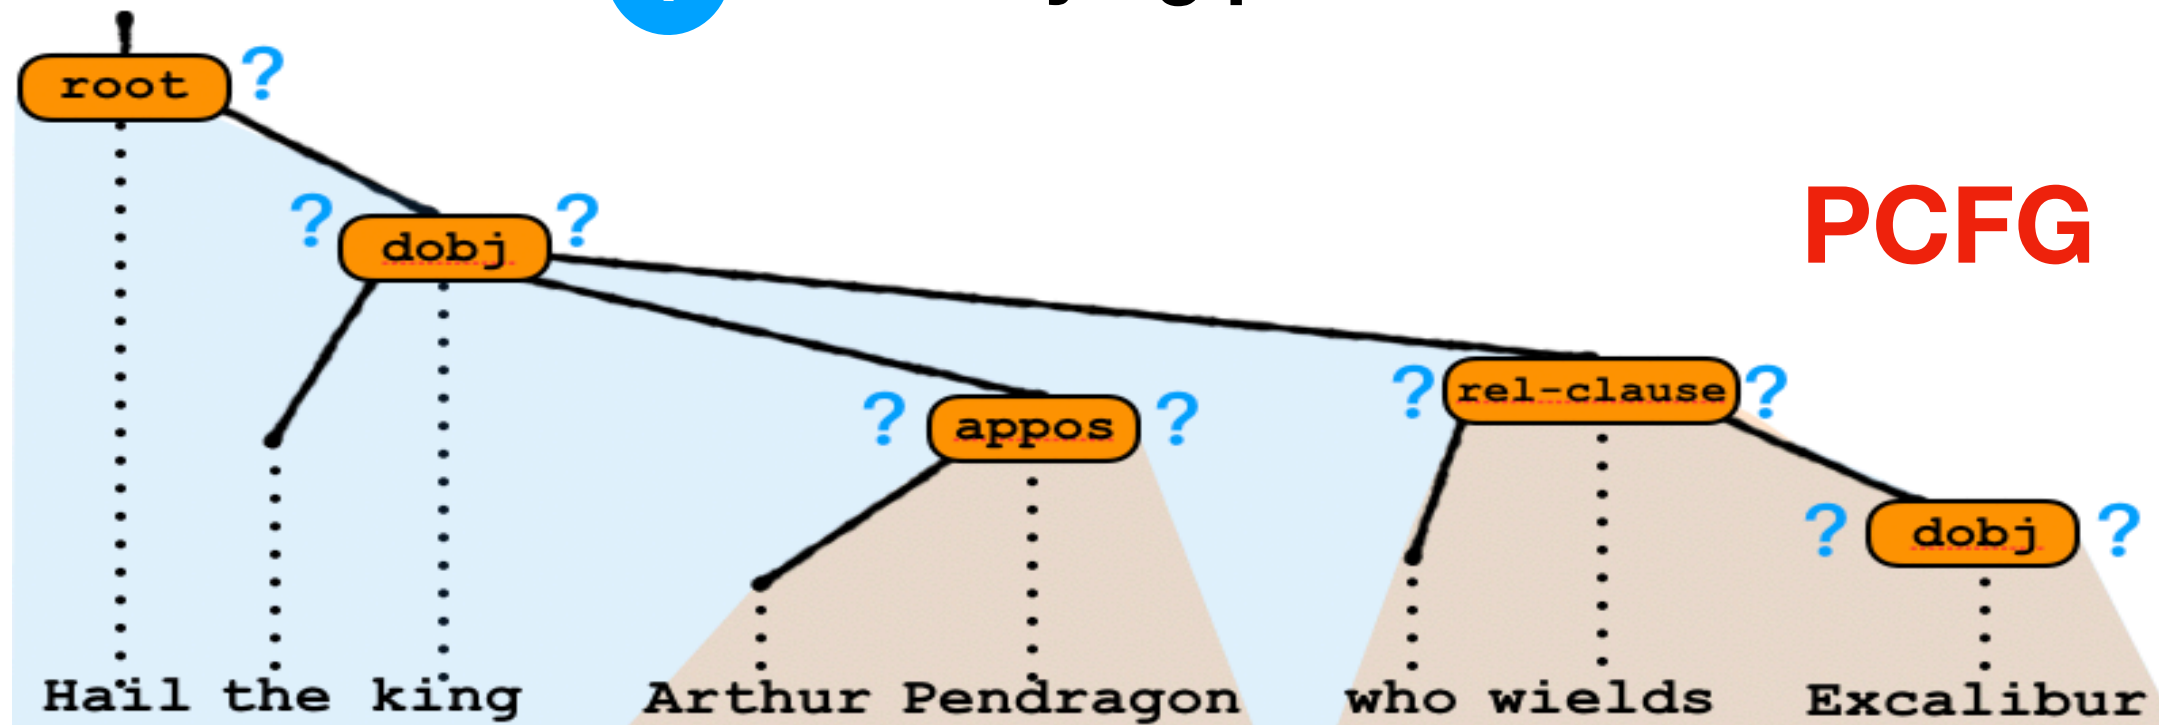 root ?
? dobj ?
PCFG
? rel-clause ?
? appos ?
? dobj ?
Hail the king Arthur Pendragon who wields Excalibur